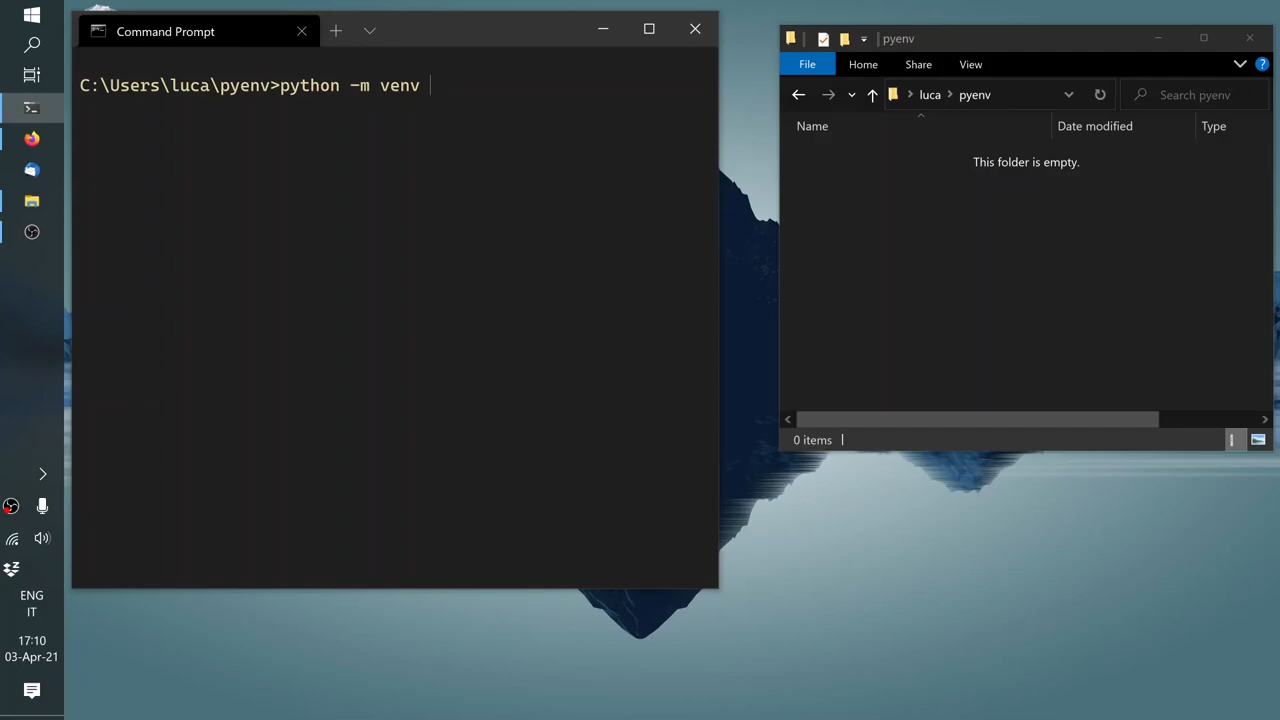 Command Prompt
C:\Users\luca\pyenv>python -m venv
pyenv
File Home Share View
luca pyenv
Search pyenv
Name Date modified Type
This folder is empty.
0 items
ENG
IT
17:10
03-Apr-21